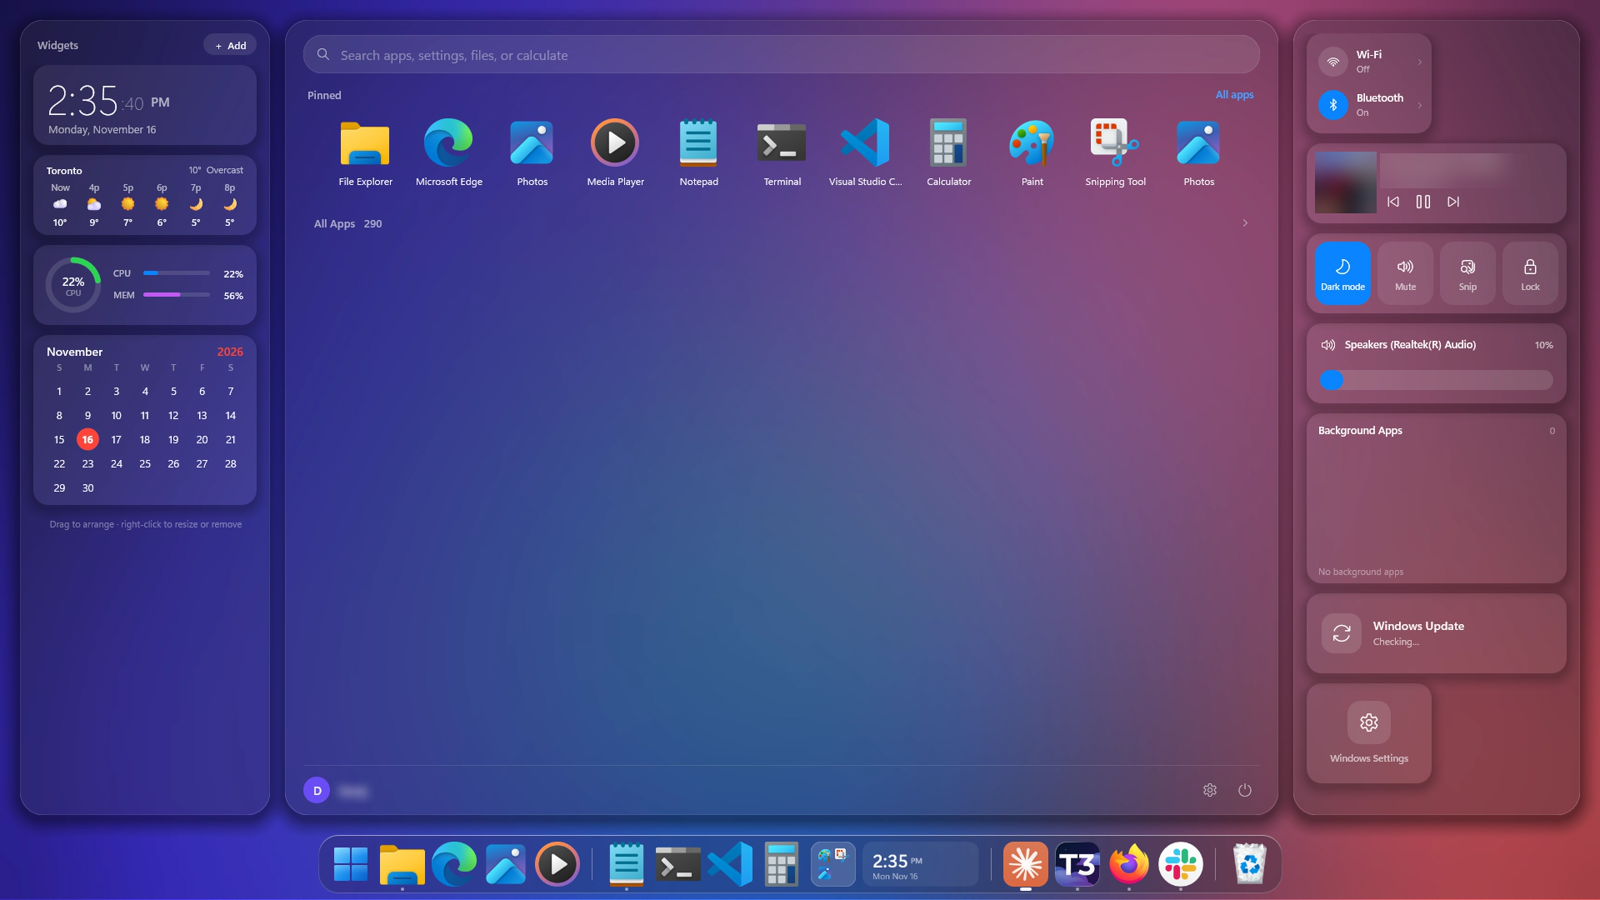 Widgets
+ Add
2:35:40 PM
Monday, November 16
Toronto
10° Overcast
Now 4p 5p 6p 7p 8p
10° 9° 7° 6° 5° 5°
22%
CPU
CPU 22%
MEM 56%
November 2026
S M T W T F S
1 2 3 4 5 6 7
8 9 10 11 12 13 14
15 16 17 18 19 20 21
22 23 24 25 26 27 28
29 30
Drag to arrange · right-click to resize or remove
Search apps, settings, files, or calculate
Pinned
All apps
File Explorer
Microsoft Edge
Photos
Media Player
Notepad
Terminal
Visual Studio C...
Calculator
Paint
Snipping Tool
Photos
All Apps 290
D
Wi-Fi
Off
Bluetooth
On
Dark mode
Mute
Snip
Lock
Speakers (Realtek(R) Audio) 10%
Background Apps 0
No background apps
Windows Update
Checking...
Windows Settings
2:35 PM
Mon Nov 16
T3